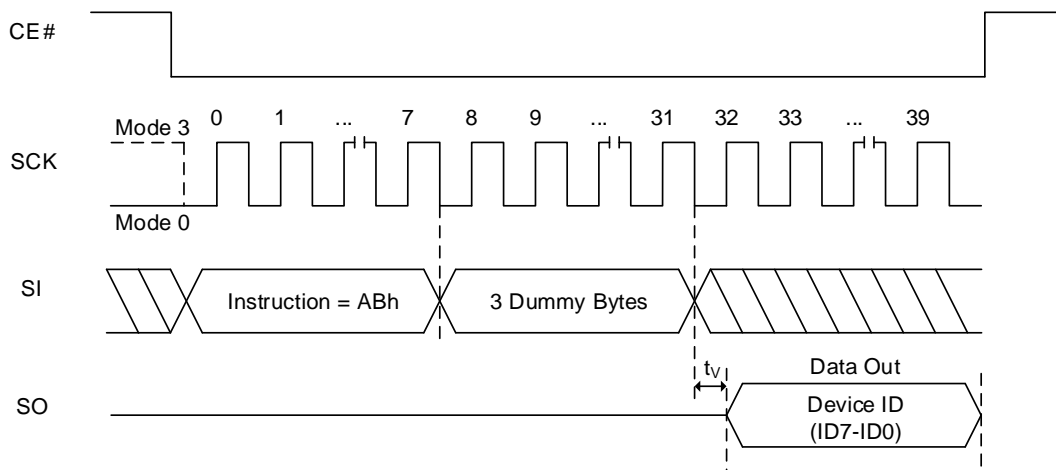 CE#
0 1 ... 7 8 9 ... 31 32 33 ... 39
Mode 3
SCK
Mode 0
SI
Instruction = ABh
3 Dummy Bytes
tV
Data Out
SO
Device ID
(ID7-ID0)